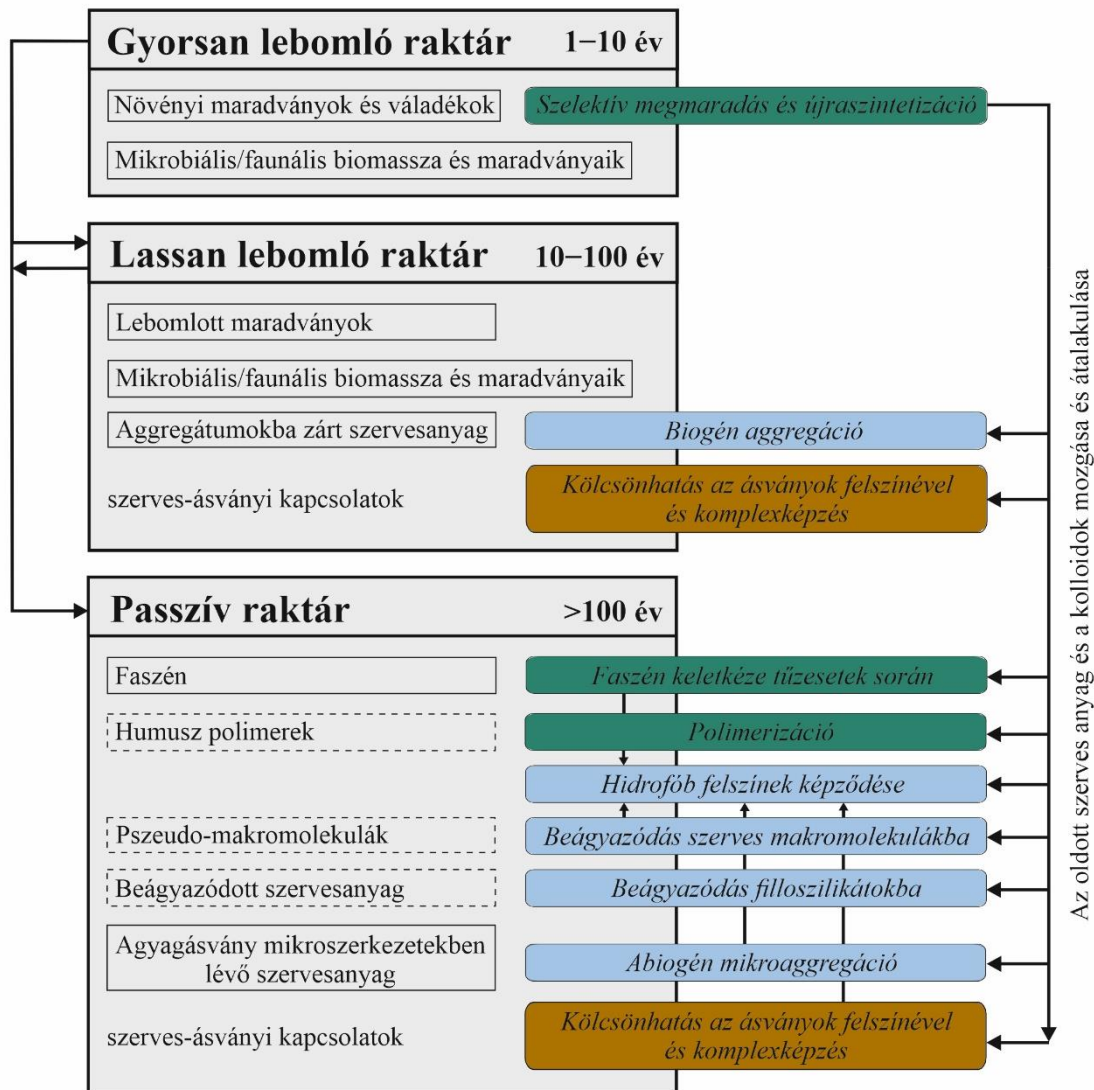 Gyorsan lebomló raktár 1–10 év
Növényi maradványok és váladékok
Szelektív megmaradás és újraszintetizáció
Mikrobiális/faunális biomassza és maradványaik
Lassan lebomló raktár 10–100 év
Lebomlott maradványok
Mikrobiális/faunális biomassza és maradványaik
Aggregátumokba zárt szervesanyag
Biogén aggregáció
szerves-ásványi kapcsolatok
Kölcsönhatás az ásványok felszínével
és komplexképzés
Passzív raktár >100 év
Faszén
Faszén keletkéze tűzesetek során
Humusz polimerek
Polimerizáció
Hidrofób felszínek képződése
Pszeudo-makromolekulák
Beágyazódás szerves makromolekulákba
Beágyazódott szervesanyag
Beágyazódás filloszilikátokba
Agyagásvány mikroszerkezetekben
lévő szervesanyag
Abiogén mikroaggregáció
szerves-ásványi kapcsolatok
Kölcsönhatás az ásványok felszínével
és komplexképzés
Az oldott szerves anyag és a kolloidok mozgása és átalakulása